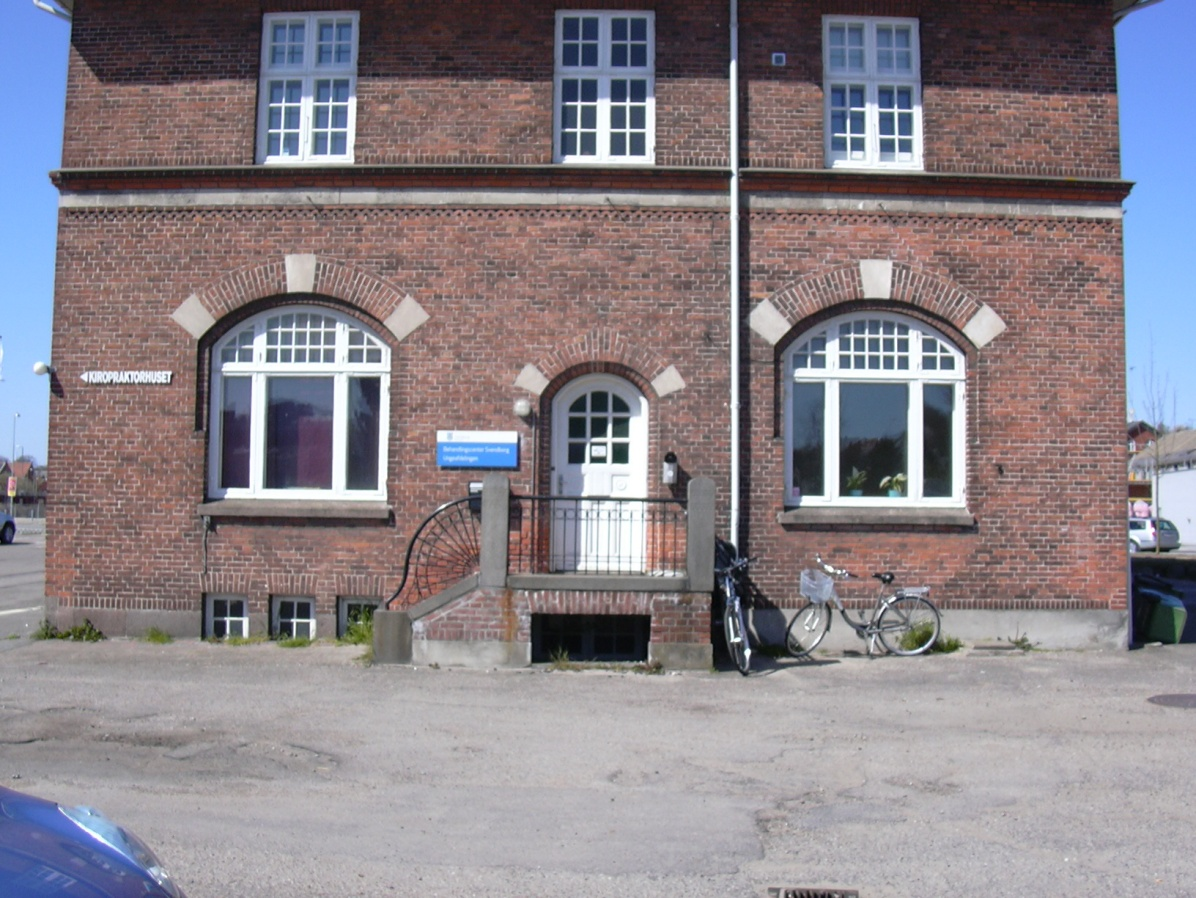 KIROPRAKTORHUSET
Behandlingscenter Svendborg
Ungeafdelingen